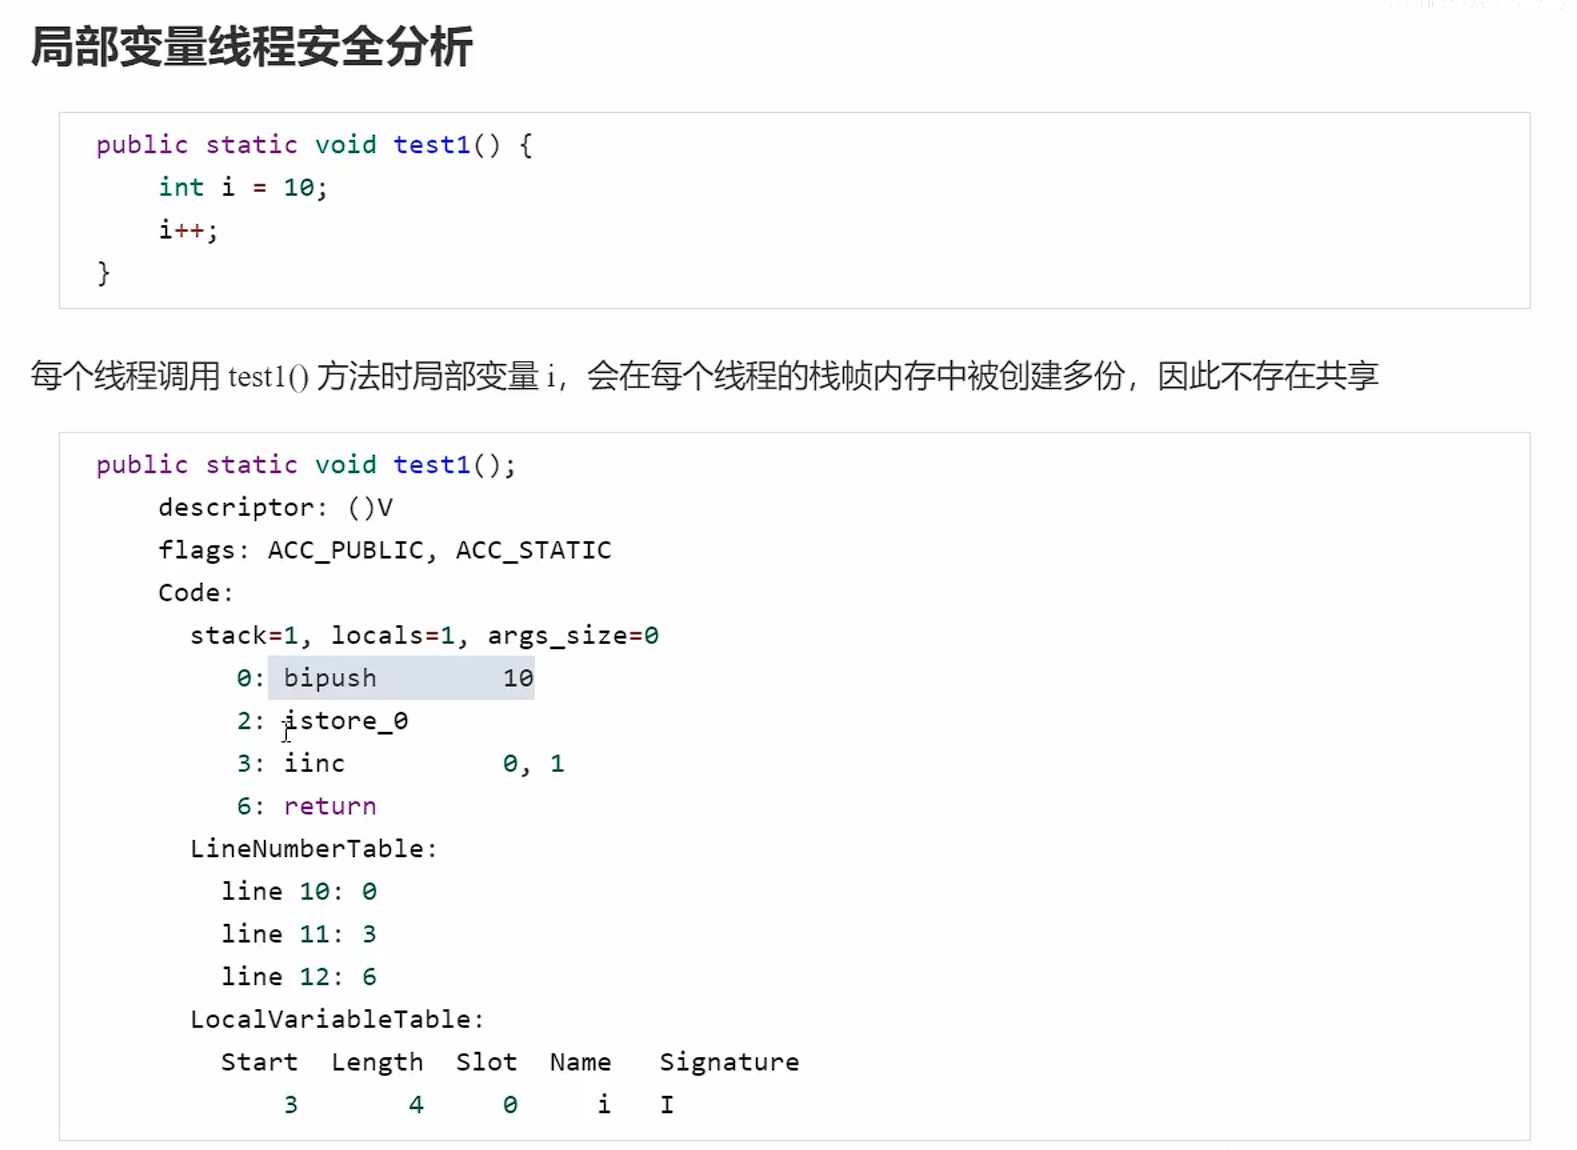 局部变量线程安全分析
public static void test1() {
int i = 10;
i++;
}
每个线程调用 test1() 方法时局部变量 i，会在每个线程的栈帧内存中被创建多份，因此不存在共享
public static void test1();
descriptor: ()V
flags: ACC_PUBLIC, ACC_STATIC
Code:
stack=1, locals=1, args_size=0
0: bipush 10
2: istore_0
3: iinc 0, 1
6: return
LineNumberTable:
line 10: 0
line 11: 3
line 12: 6
LocalVariableTable:
Start Length Slot Name Signature
3 4 0 i I